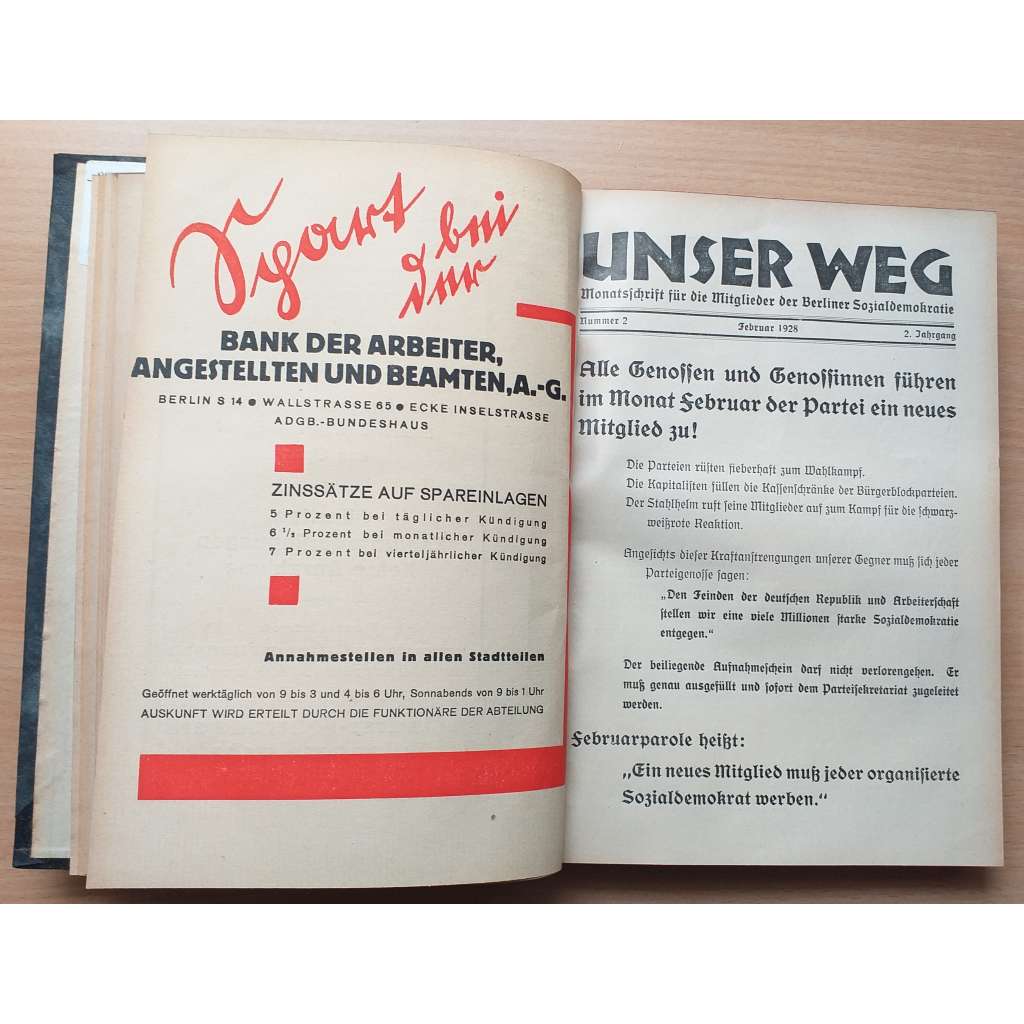 Spart bei
der
BANK DER ARBEITER,
ANGESTELLTEN UND BEAMTEN, A.-G.
BERLIN S 14 ● WALLSTRASSE 65 ● ECKE INSELSTRASSE
ADGB.-BUNDESHAUS
ZINSSÄTZE AUF SPAREINLAGEN
5 Prozent bei täglicher Kündigung
6 1/2 Prozent bei monatlicher Kündigung
7 Prozent bei vierteljährlicher Kündigung
Annahmestellen in allen Stadtteilen
Geöffnet werktäglich von 9 bis 3 und 4 bis 6 Uhr, Sonnabends von 9 bis 1 Uhr
AUSKUNFT WIRD ERTEILT DURCH DIE FUNKTIONÄRE DER ABTEILUNG
UNSER WEG
Monatsſchrift für die Mitglieder der Berliner Sozialdemokratie
Nummer 2 Februar 1928 2. Jahrgang
Alle Genoſſen und Genoſſinnen führen
im Monat Februar der Partei ein neues
Mitglied zu!
Die Parteien rüſten fieberhaft zum Wahlkampf.
Die Kapitaliſten füllen die Kaſſenſchränke der Bürgerblockparteien.
Der Stahlhelm ruft ſeine Mitglieder auf zum Kampf für die ſchwarz-
weißrote Reaktion.
Angeſichts dieſer Kraftanſtrengungen unſerer Gegner muß ſich jeder
Parteigenoſſe ſagen:
„Den Feinden der deutſchen Republik und Arbeiterſchaft
ſtellen wir eine viele Millionen ſtarke Sozialdemokratie
entgegen.“
Der beiliegende Aufnahmeſchein darf nicht verlorengehen. Er
muß genau ausgefüllt und ſofort dem Parteiſekretariat zugeleitet
werden.
Februarparole heißt:
„Ein neues Mitglied muß jeder organiſierte
Sozialdemokrat werben.“